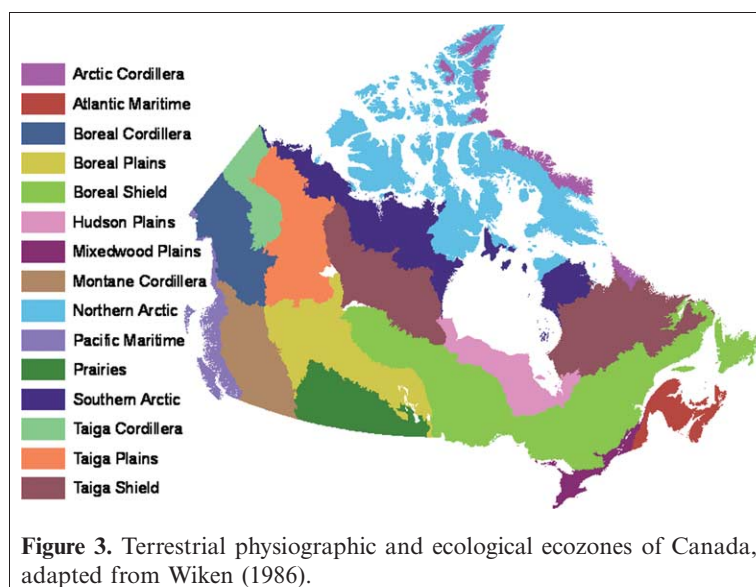 Arctic Cordillera
Atlantic Maritime
Boreal Cordillera
Boreal Plains
Boreal Shield
Hudson Plains
Mixedwood Plains
Montane Cordillera
Northern Arctic
Pacific Maritime
Prairies
Southern Arctic
Taiga Cordillera
Taiga Plains
Taiga Shield
Figure 3. Terrestrial physiographic and ecological ecozones of Canada,
adapted from Wiken (1986).